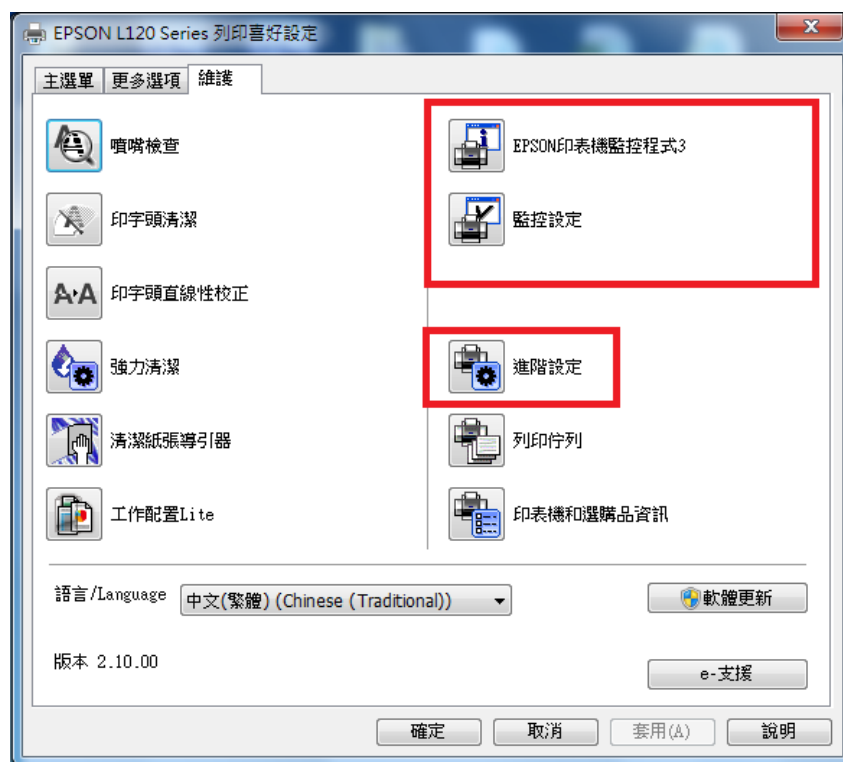 EPSON L120 Series 列印喜好設定
主選單 更多選項 維護
噴嘴檢查
EPSON印表機監控程式3
印字頭清潔
監控設定
印字頭直線性校正
強力清潔
進階設定
清潔紙張導引器
列印佇列
工作配置Lite
印表機和選購品資訊
語言/Language 中文(繁體) (Chinese (Traditional)) 軟體更新
版本 2.10.00
e-支援
確定 取消 套用(A) 說明